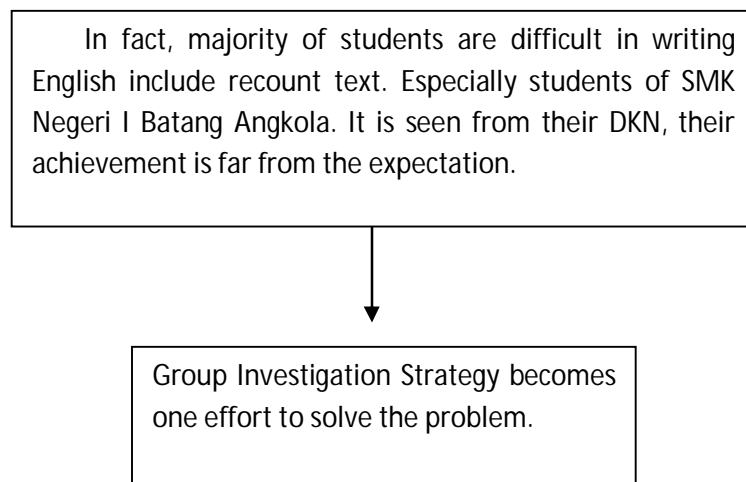 In fact, majority of students are difficult in writing
English include recount text. Especially students of SMK
Negeri I Batang Angkola. It is seen from their DKN, their
achievement is far from the expectation.
Group Investigation Strategy becomes
one effort to solve the problem.